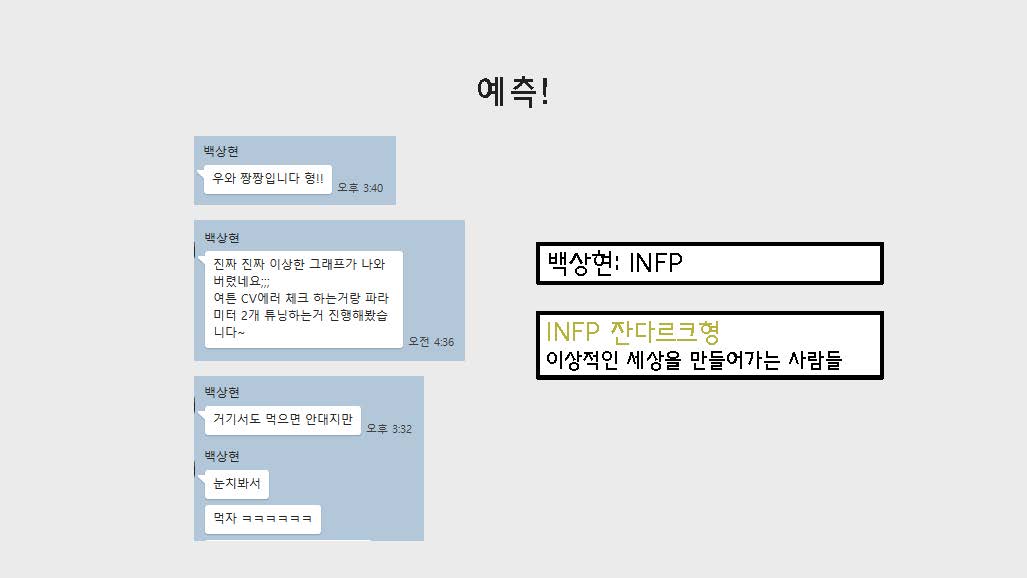 예측!
백상현
우와 짱짱입니다 형!!
오후 3:40
백상현
진짜 진짜 이상한 그래프가 나와
버렸네요;;;
여튼 CV에러 체크 하는거랑 파라
미터 2개 튜닝하는거 진행해봤습
니다~
오전 4:36
백상현
거기서도 먹으면 안대지만
오후 3:32
백상현
눈치봐서
먹자 ㅋㅋㅋㅋㅋㅋ
백상현: INFP
INFP 잔다르크형
이상적인 세상을 만들어가는 사람들